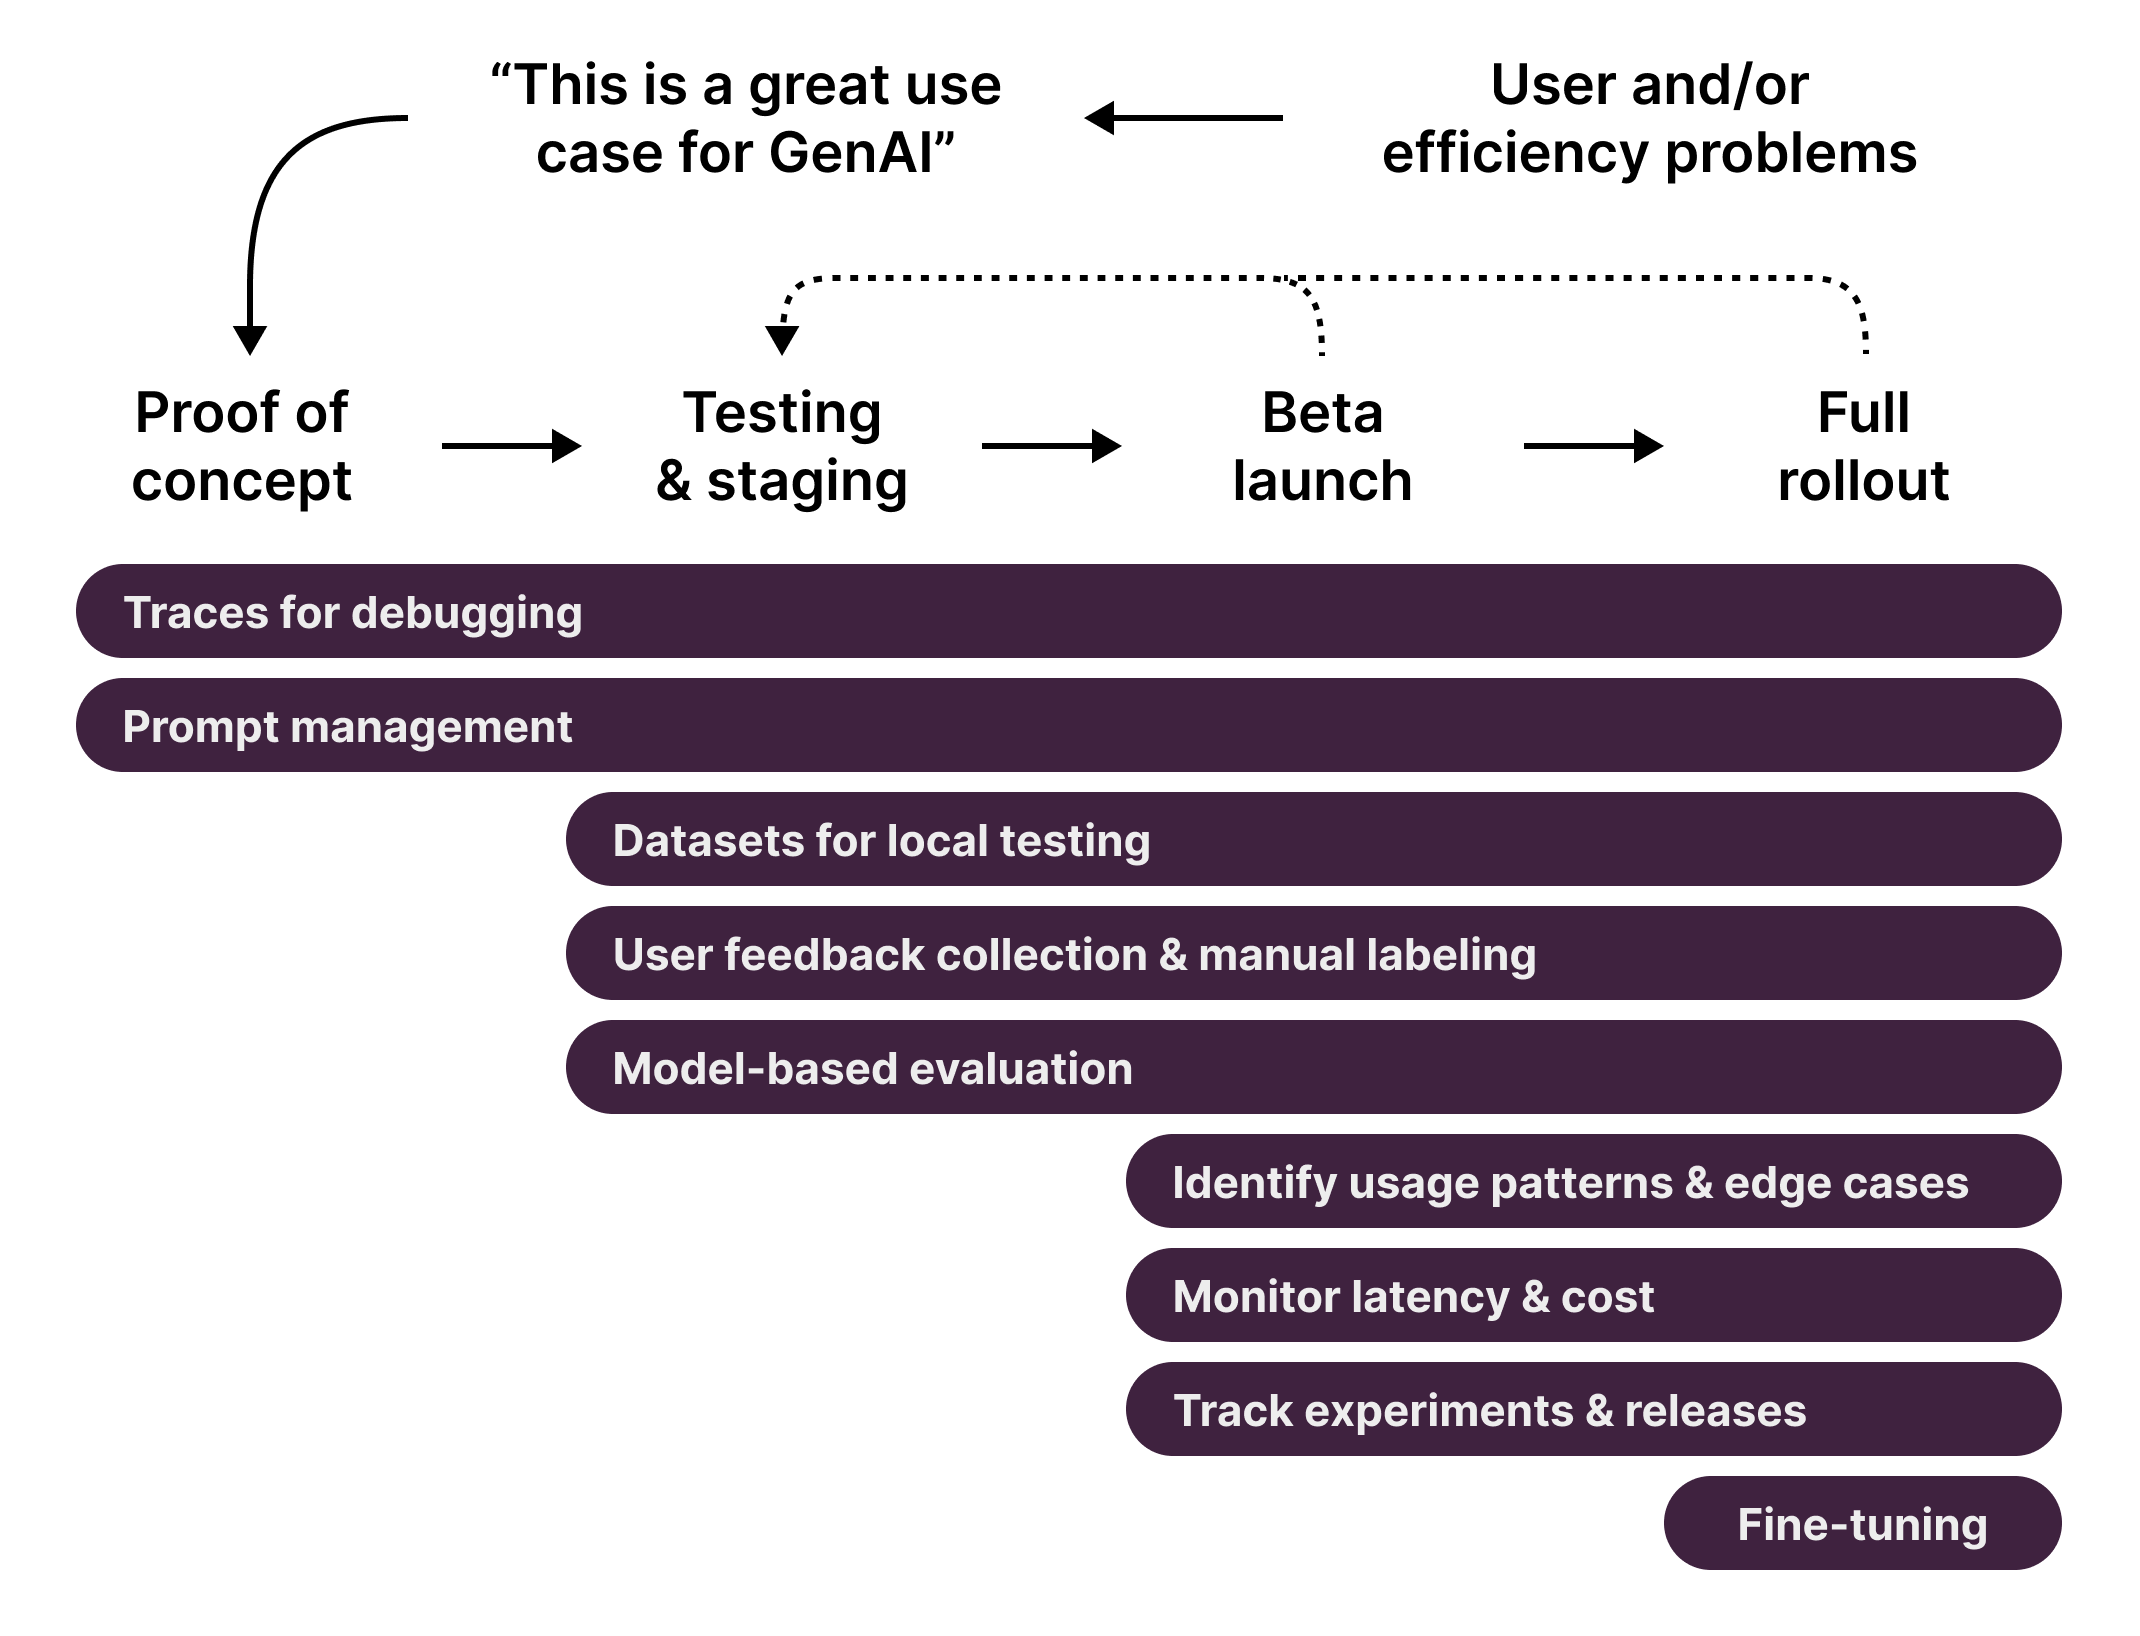 “This is a great use
case for GenAI”
User and/or
efficiency problems
Proof of
concept
Testing
& staging
Beta
launch
Full
rollout
Traces for debugging
Prompt management
Datasets for local testing
User feedback collection & manual labeling
Model-based evaluation
Identify usage patterns & edge cases
Monitor latency & cost
Track experiments & releases
Fine-tuning